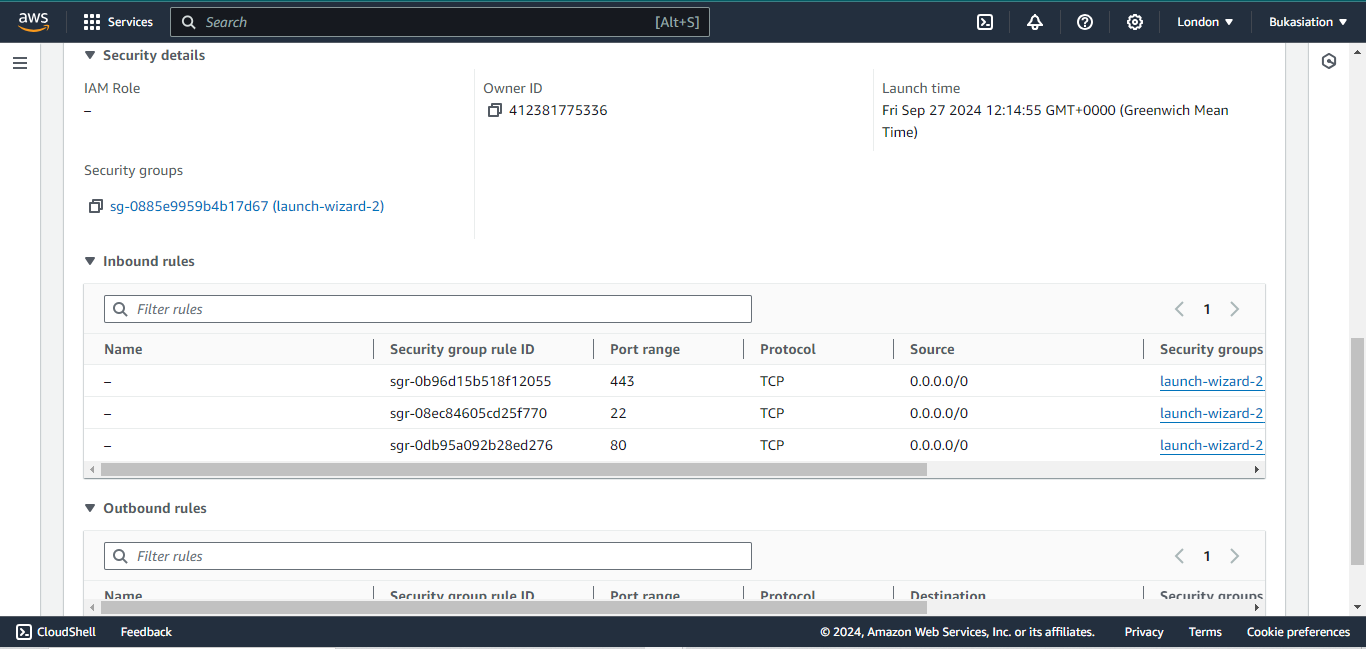 aws
Services
Search
[Alt+S]
London
Bukasiation
Security details
IAM Role
–
Owner ID
412381775336
Launch time
Fri Sep 27 2024 12:14:55 GMT+0000 (Greenwich Mean
Time)
Security groups
sg-0885e9959b4b17d67 (launch-wizard-2)
Inbound rules
Filter rules
1
Name Security group rule ID Port range Protocol Source Security groups
– sgr-0b96d15b518f12055 443 TCP 0.0.0.0/0 launch-wizard-2
– sgr-08ec84605cd25f770 22 TCP 0.0.0.0/0 launch-wizard-2
– sgr-0db95a092b28ed276 80 TCP 0.0.0.0/0 launch-wizard-2
Outbound rules
Filter rules
1
Name Security group rule ID Port range Protocol Destination Security groups
CloudShell
Feedback
© 2024, Amazon Web Services, Inc. or its affiliates.
Privacy
Terms
Cookie preferences